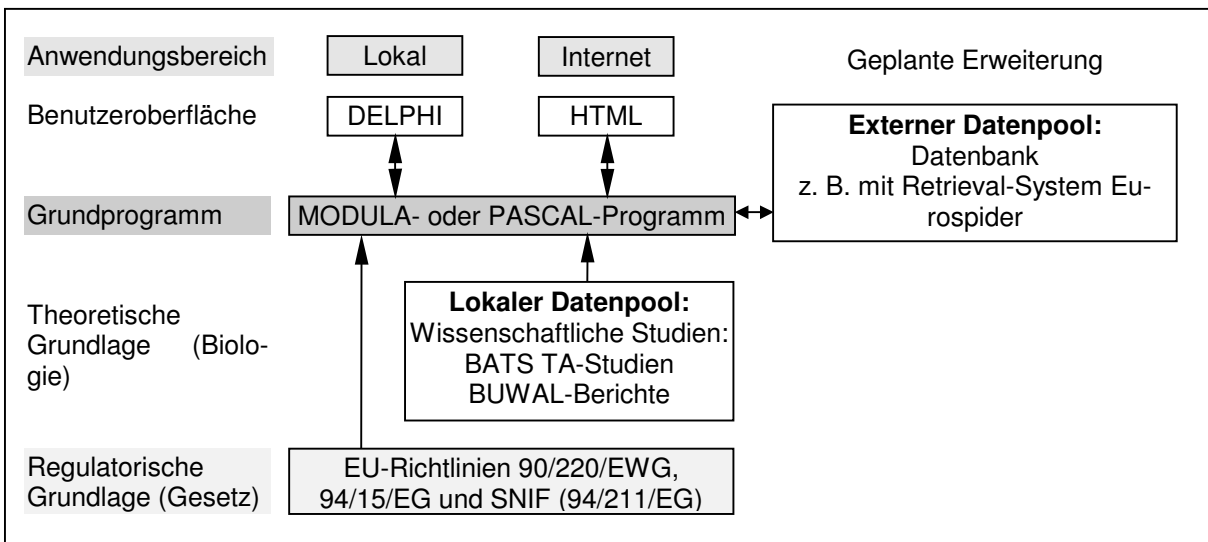 Anwendungsbereich
Lokal
Internet
Geplante Erweiterung
Benutzeroberfläche
DELPHI
HTML
Externer Datenpool:
Datenbank
z. B. mit Retrieval-System Eu-
rospider
Grundprogramm
MODULA- oder PASCAL-Programm
Theoretische
Grundlage (Biolo-
gie)
Lokaler Datenpool:
Wissenschaftliche Studien:
BATS TA-Studien
BUWAL-Berichte
Regulatorische
Grundlage (Gesetz)
EU-Richtlinien 90/220/EWG,
94/15/EG und SNIF (94/211/EG)